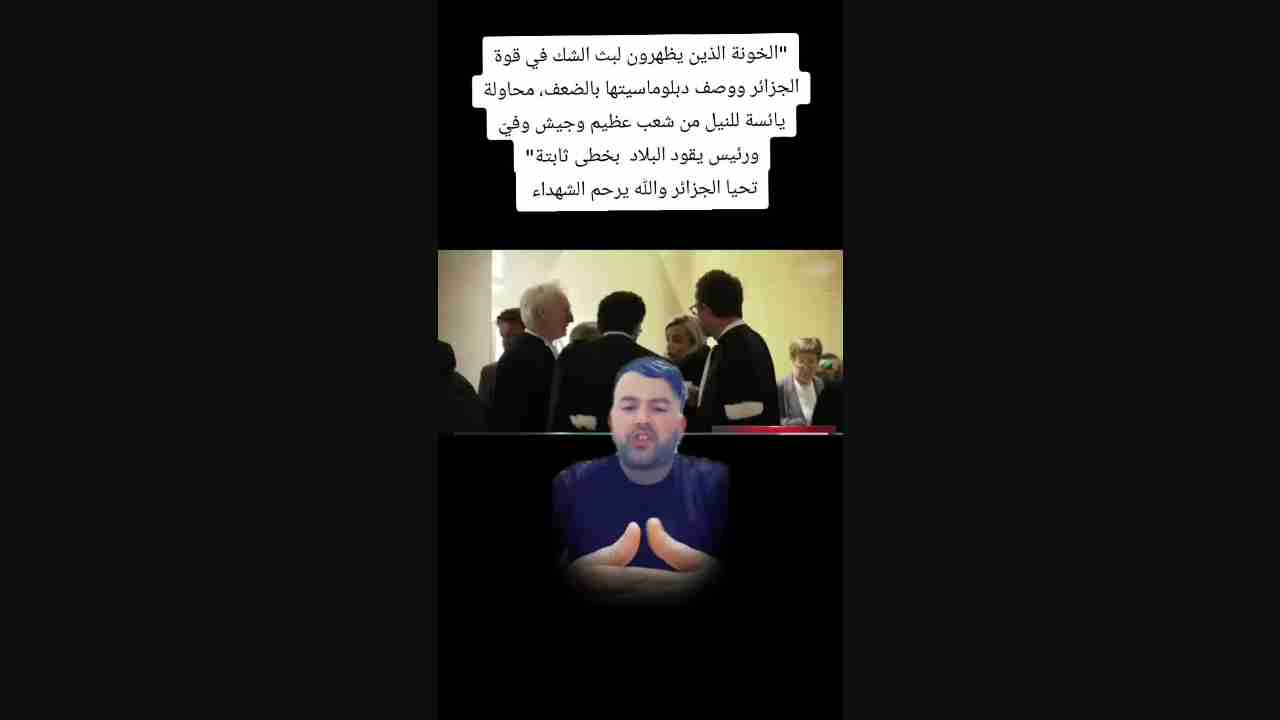 "الخونة الذين يظهرون لبث الشك في قوة
الجزائر ووصف دبلوماسيتها بالضعف، محاولة
يائسة للنيل من شعب عظيم وجيش وفيّ
ورئيس يقود البلاد  بخطى ثابتة"
تحيا الجزائر والله يرحم الشهداء